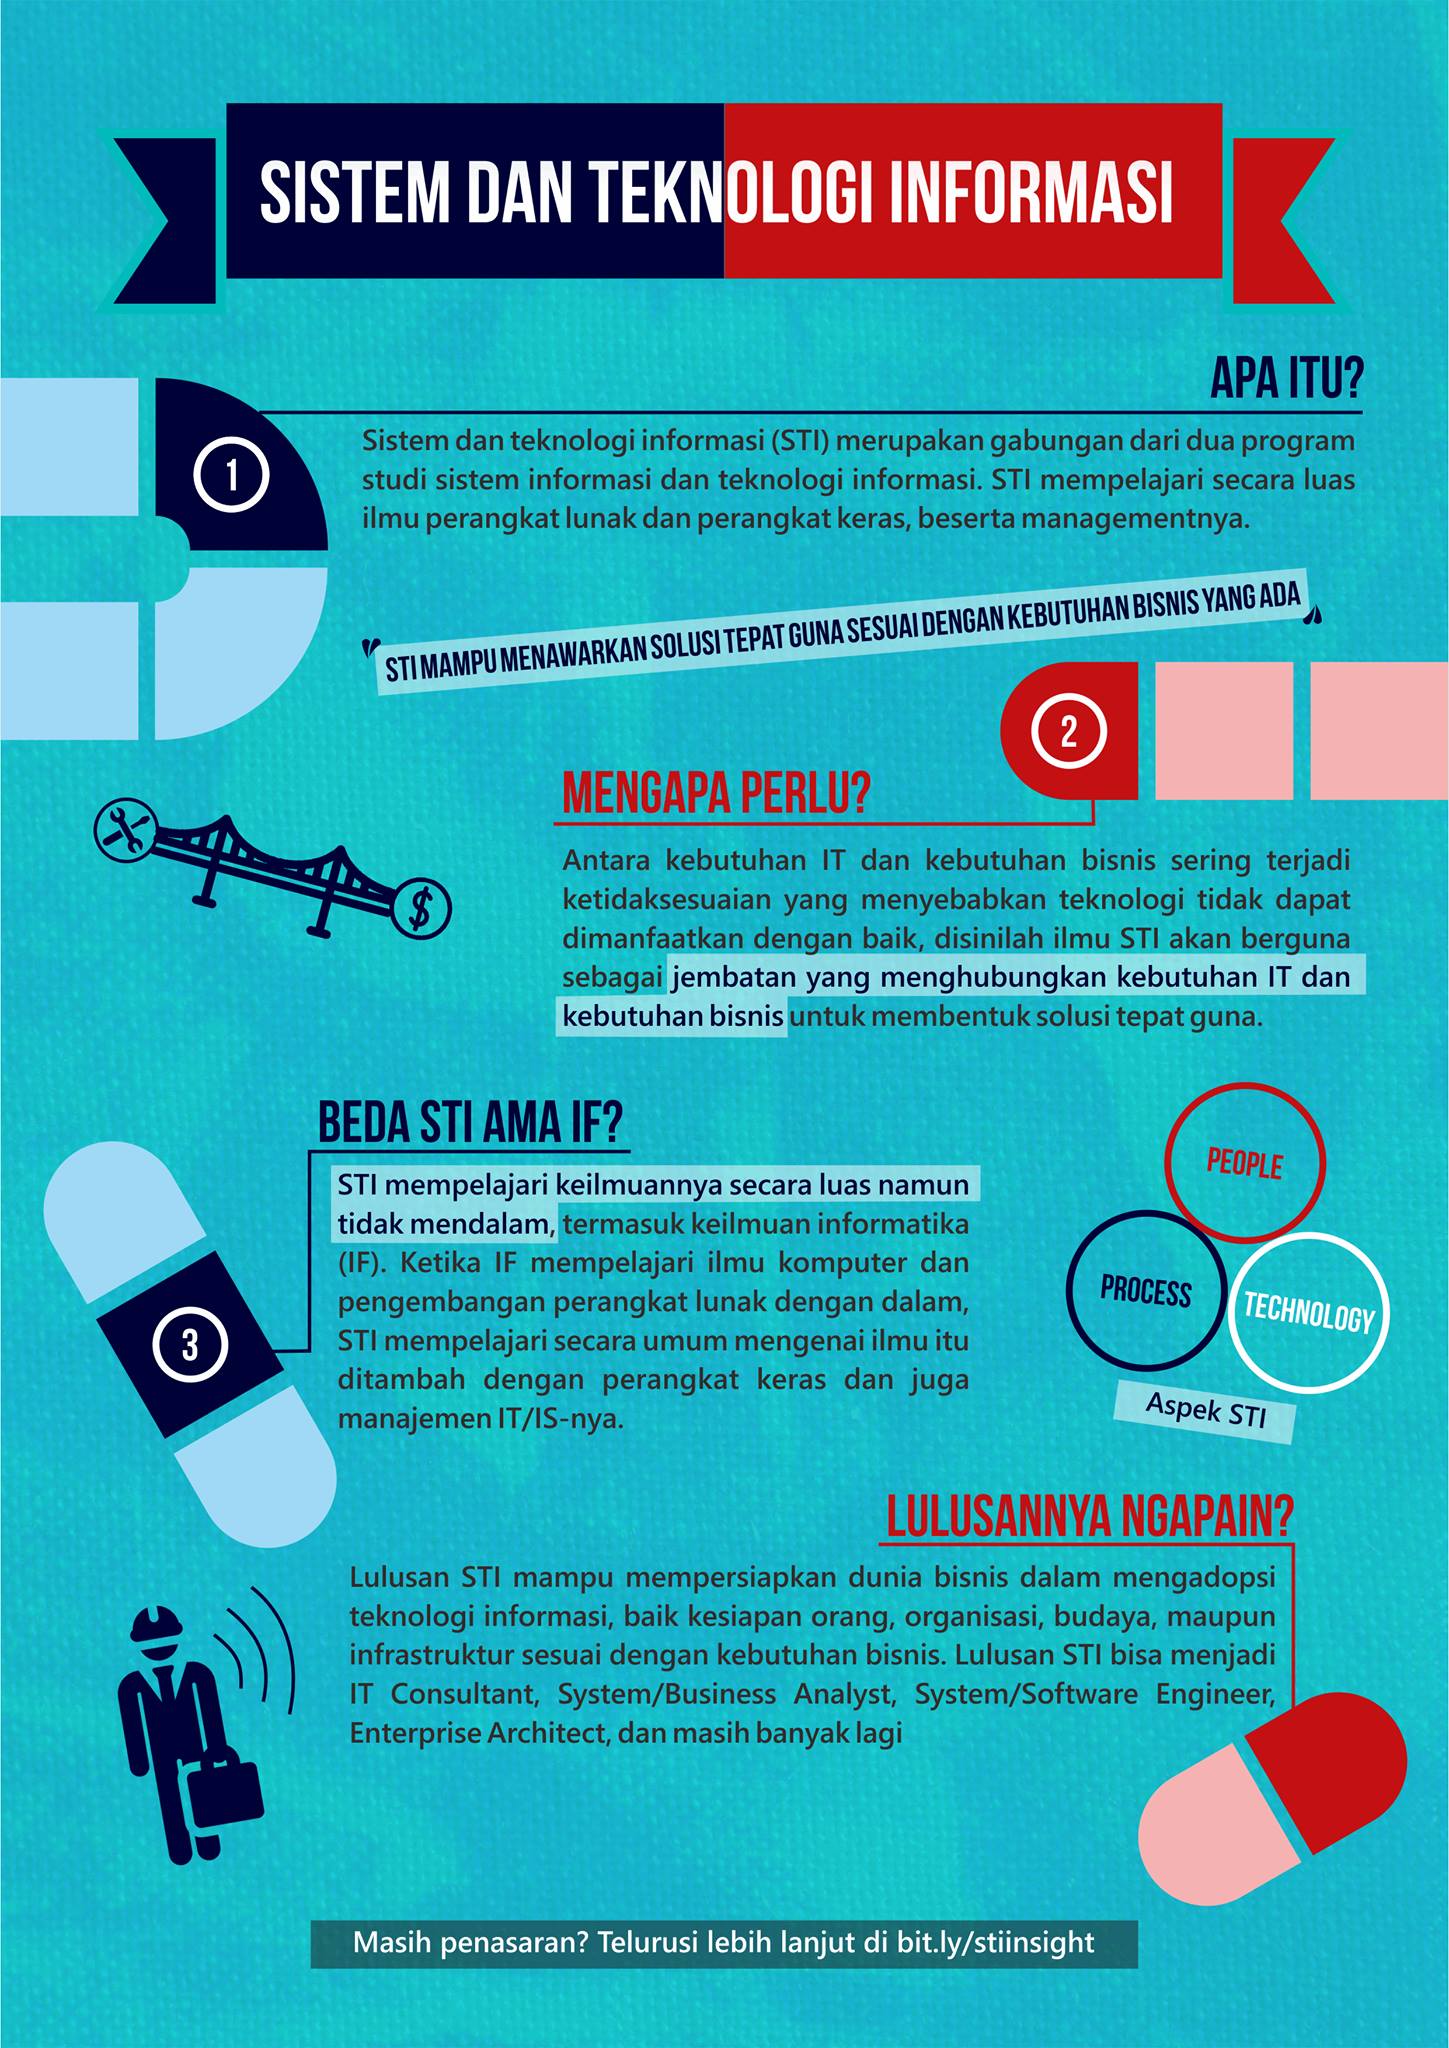 SISTEM DAN TEKNOLOGI INFORMASI
APA ITU?
1
Sistem dan teknologi informasi (STI) merupakan gabungan dari dua program
studi sistem informasi dan teknologi informasi. STI mempelajari secara luas
ilmu perangkat lunak dan perangkat keras, beserta managementnya.
"STI MAMPU MENAWARKAN SOLUSI TEPAT GUNA SESUAI DENGAN KEBUTUHAN BISNIS YANG ADA"
2
MENGAPA PERLU?
Antara kebutuhan IT dan kebutuhan bisnis sering terjadi
ketidaksesuaian yang menyebabkan teknologi tidak dapat
dimanfaatkan dengan baik, disinilah ilmu STI akan berguna
sebagai jembatan yang menghubungkan kebutuhan IT dan
kebutuhan bisnis untuk membentuk solusi tepat guna.
$
BEDA STI AMA IF?
3
STI mempelajari keilmuannya secara luas namun
tidak mendalam, termasuk keilmuan informatika
(IF). Ketika IF mempelajari ilmu komputer dan
pengembangan perangkat lunak dengan dalam,
STI mempelajari secara umum mengenai ilmu itu
ditambah dengan perangkat keras dan juga
manajemen IT/IS-nya.
PEOPLE
PROCESS
TECHNOLOGY
Aspek STI
LULUSANNYA NGAPAIN?
Lulusan STI mampu mempersiapkan dunia bisnis dalam mengadopsi
teknologi informasi, baik kesiapan orang, organisasi, budaya, maupun
infrastruktur sesuai dengan kebutuhan bisnis. Lulusan STI bisa menjadi
IT Consultant, System/Business Analyst, System/Software Engineer,
Enterprise Architect, dan masih banyak lagi
Masih penasaran? Telurusi lebih lanjut di bit.ly/stiinsight